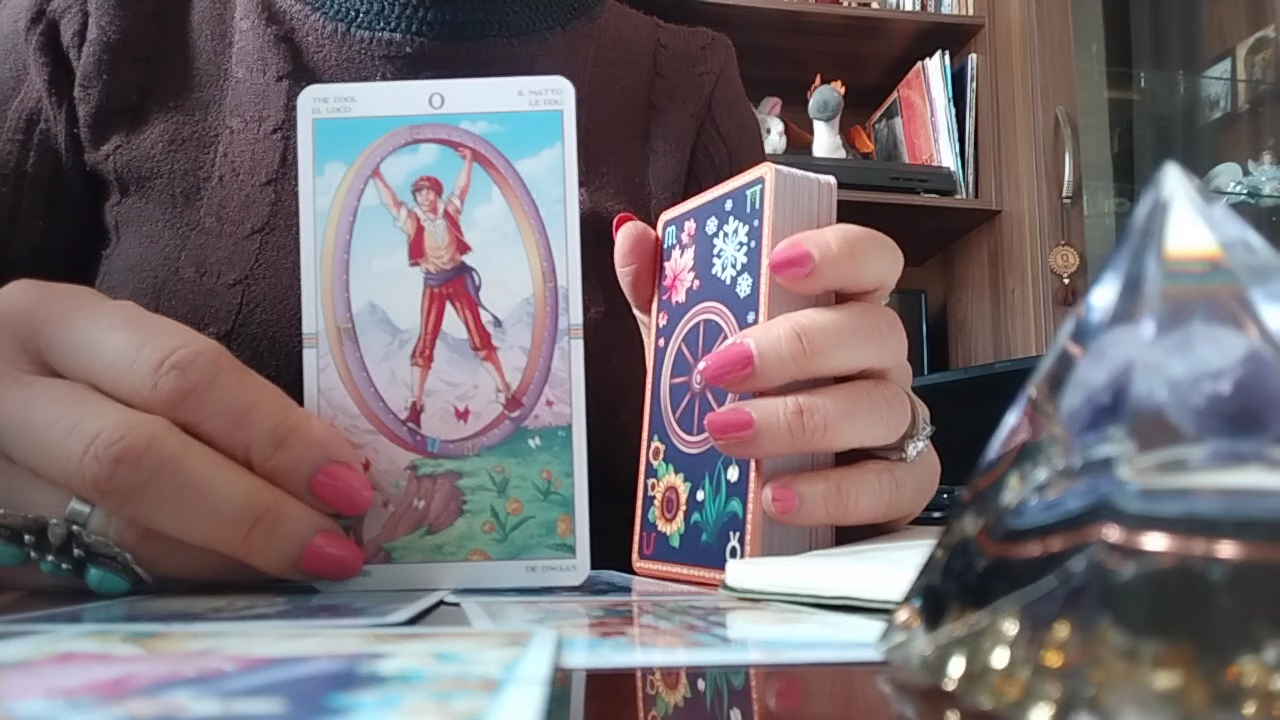 THE FOOL
EL LOCO
0
IL MATTO
LE FOU
DE DWAAS